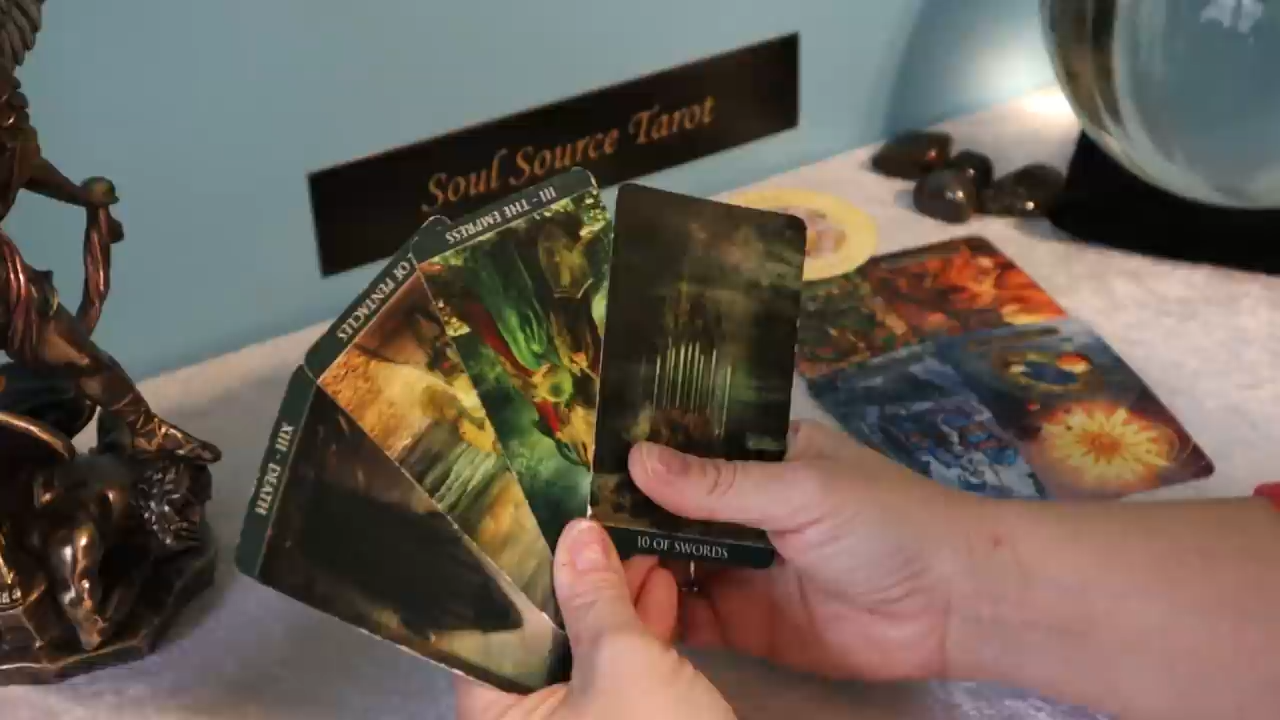 Soul Source Tarot
III - THE EMPRESS
OF PENTACLES
XIII - DEATH
10 OF SWORDS